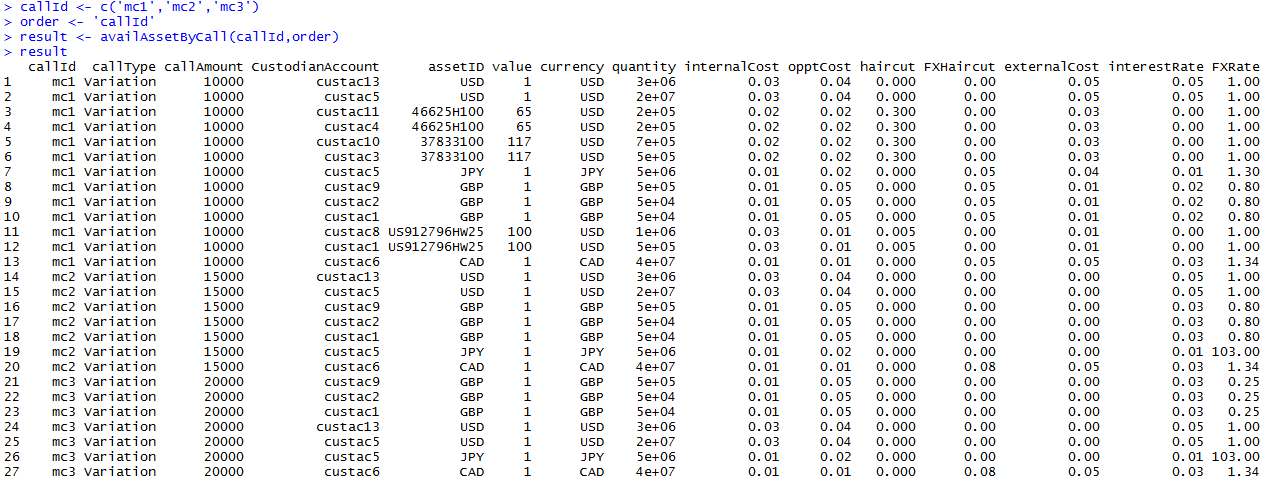 > callId <- c('mc1','mc2','mc3')
> order <- 'callId'
> result <- availAssetByCall(callId,order)
> result
callId callType callAmount CustodianAccount assetID value currency quantity internalCost opptCost haircut FXHaircut externalCost interestRate FXRate
1 mc1 Variation 10000 custac13 USD 1 USD 3e+06 0.03 0.04 0.000 0.00 0.05 0.05 1.00
2 mc1 Variation 10000 custac5 USD 1 USD 2e+07 0.03 0.04 0.000 0.00 0.05 0.05 1.00
3 mc1 Variation 10000 custac11 46625H100 65 USD 2e+05 0.02 0.02 0.300 0.00 0.03 0.00 1.00
4 mc1 Variation 10000 custac4 46625H100 65 USD 2e+05 0.02 0.02 0.300 0.00 0.03 0.00 1.00
5 mc1 Variation 10000 custac10 37833100 117 USD 7e+05 0.02 0.02 0.300 0.00 0.03 0.00 1.00
6 mc1 Variation 10000 custac3 37833100 117 USD 5e+05 0.02 0.02 0.300 0.00 0.03 0.00 1.00
7 mc1 Variation 10000 custac5 JPY 1 JPY 5e+06 0.01 0.02 0.000 0.05 0.04 0.01 1.30
8 mc1 Variation 10000 custac9 GBP 1 GBP 5e+05 0.01 0.05 0.000 0.05 0.01 0.02 0.80
9 mc1 Variation 10000 custac2 GBP 1 GBP 5e+04 0.01 0.05 0.000 0.05 0.01 0.02 0.80
10 mc1 Variation 10000 custac1 GBP 1 GBP 5e+04 0.01 0.05 0.000 0.05 0.01 0.02 0.80
11 mc1 Variation 10000 custac8 US912796HW25 100 USD 1e+06 0.03 0.01 0.005 0.00 0.01 0.00 1.00
12 mc1 Variation 10000 custac1 US912796HW25 100 USD 5e+05 0.03 0.01 0.005 0.00 0.01 0.00 1.00
13 mc1 Variation 10000 custac6 CAD 1 CAD 4e+07 0.01 0.01 0.000 0.05 0.05 0.03 1.34
14 mc2 Variation 15000 custac13 USD 1 USD 3e+06 0.03 0.04 0.000 0.00 0.00 0.05 1.00
15 mc2 Variation 15000 custac5 USD 1 USD 2e+07 0.03 0.04 0.000 0.00 0.00 0.05 1.00
16 mc2 Variation 15000 custac9 GBP 1 GBP 5e+05 0.01 0.05 0.000 0.00 0.00 0.03 0.80
17 mc2 Variation 15000 custac2 GBP 1 GBP 5e+04 0.01 0.05 0.000 0.00 0.00 0.03 0.80
18 mc2 Variation 15000 custac1 GBP 1 GBP 5e+04 0.01 0.05 0.000 0.00 0.00 0.03 0.80
19 mc2 Variation 15000 custac5 JPY 1 JPY 5e+06 0.01 0.02 0.000 0.00 0.00 0.01 103.00
20 mc2 Variation 15000 custac6 CAD 1 CAD 4e+07 0.01 0.01 0.000 0.08 0.05 0.03 1.34
21 mc3 Variation 20000 custac9 GBP 1 GBP 5e+05 0.01 0.05 0.000 0.00 0.00 0.03 0.25
22 mc3 Variation 20000 custac2 GBP 1 GBP 5e+04 0.01 0.05 0.000 0.00 0.00 0.03 0.25
23 mc3 Variation 20000 custac1 GBP 1 GBP 5e+04 0.01 0.05 0.000 0.00 0.00 0.03 0.25
24 mc3 Variation 20000 custac13 USD 1 USD 3e+06 0.03 0.04 0.000 0.00 0.00 0.05 1.00
25 mc3 Variation 20000 custac5 USD 1 USD 2e+07 0.03 0.04 0.000 0.00 0.00 0.05 1.00
26 mc3 Variation 20000 custac5 JPY 1 JPY 5e+06 0.01 0.02 0.000 0.00 0.00 0.01 103.00
27 mc3 Variation 20000 custac6 CAD 1 CAD 4e+07 0.01 0.01 0.000 0.08 0.05 0.03 1.34